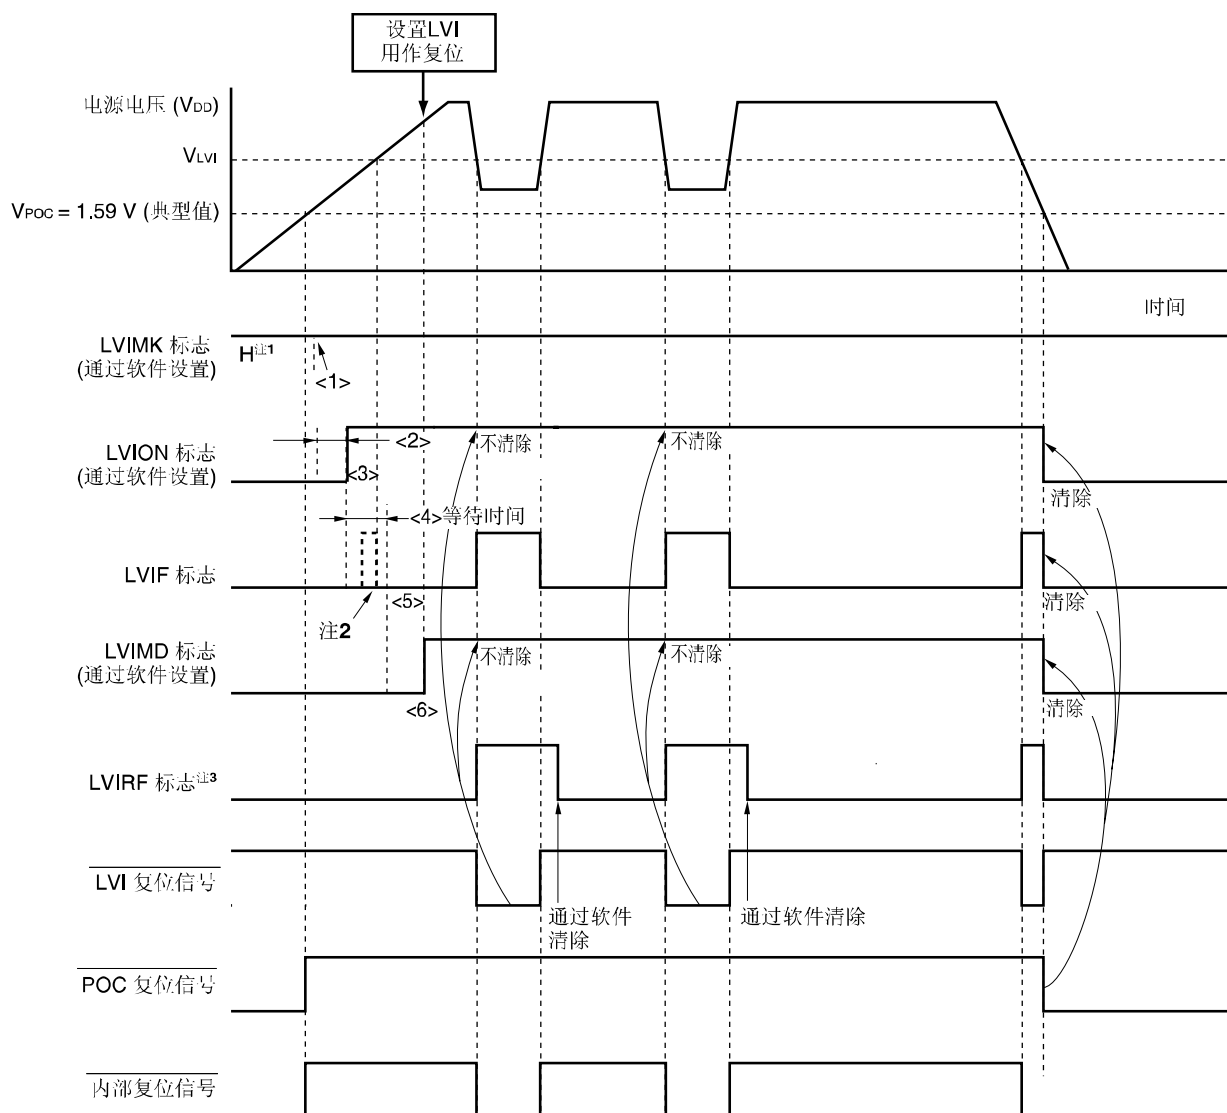 设置LVI
用作复位
电源电压 (VDD)
VLVI
VPOC = 1.59 V (典型值)
时间
LVIMK 标志
(通过软件设置)
H注1
<1>
LVION 标志
(通过软件设置)
<2>
<3>
不清除
不清除
清除
<4>等待时间
LVIF 标志
注2
<5>
清除
LVIMD 标志
(通过软件设置)
<6>
不清除
不清除
清除
LVIRF 标志注3
LVI 复位信号
通过软件
清除
通过软件清除
POC 复位信号
内部复位信号